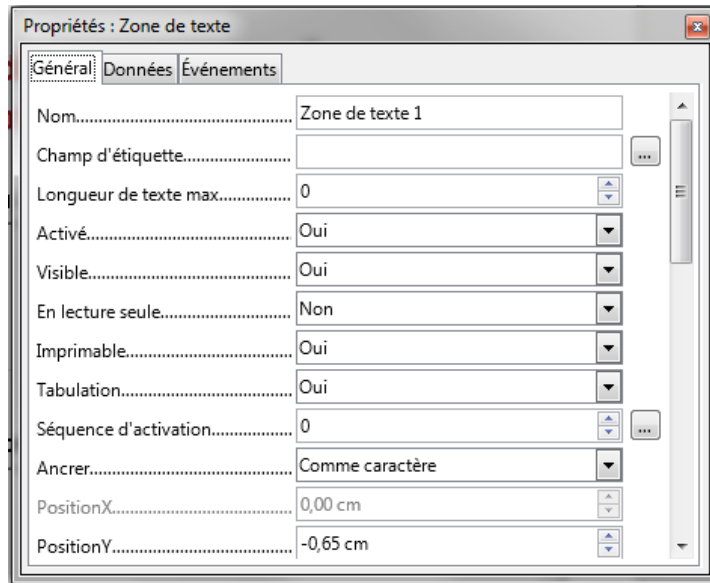 Propriétés : Zone de texte
Général Données Événements
Nom............................................... Zone de texte 1
Champ d'étiquette........................
Longueur de texte max................ 0
Activé............................................. Oui
Visible............................................ Oui
En lecture seule............................. Non
Imprimable.................................... Oui
Tabulation..................................... Oui
Séquence d'activation.................. 0
Ancrer............................................ Comme caractère
PositionX....................................... 0,00 cm
PositionY....................................... -0,65 cm